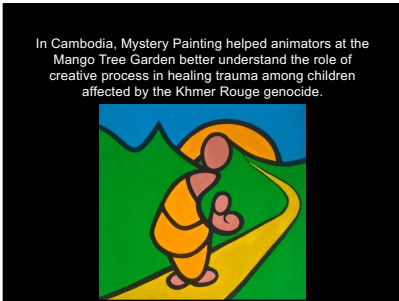 In Cambodia, Mystery Painting helped animators at the
Mango Tree Garden better understand the role of
creative process in healing trauma among children
affected by the Khmer Rouge genocide.